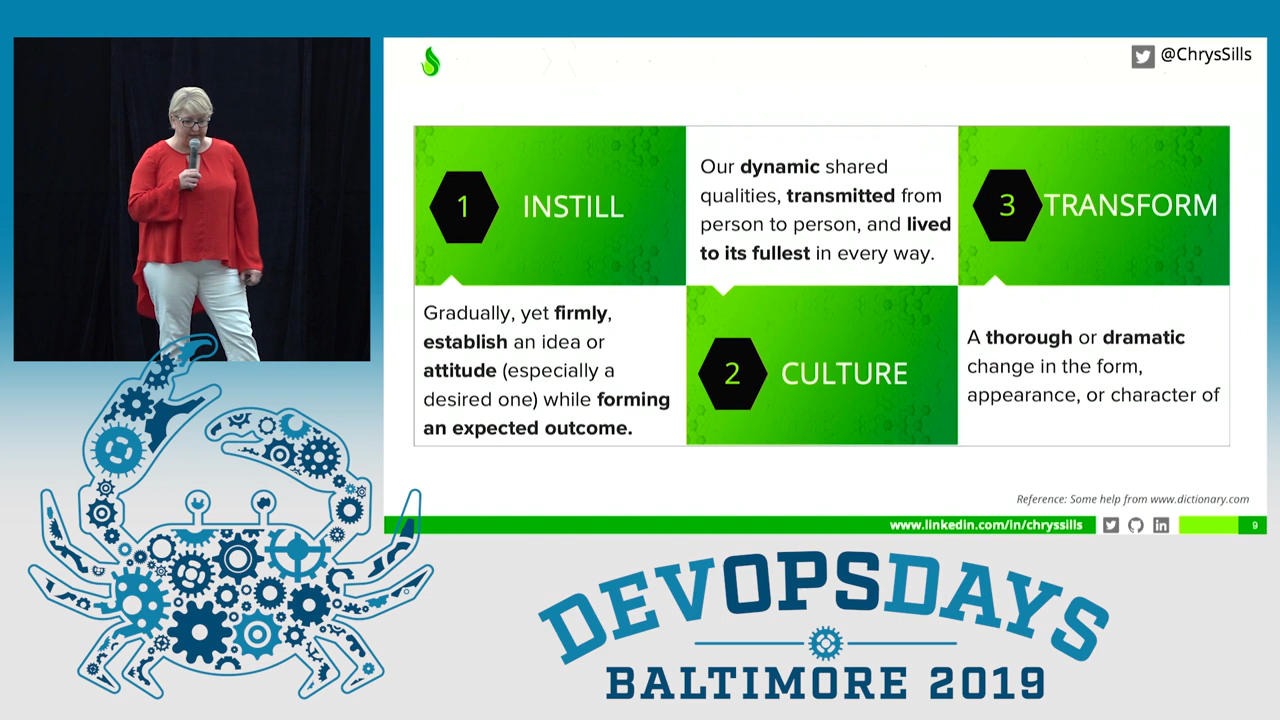 @ChrysSills
1 INSTILL
Gradually, yet firmly,
establish an idea or
attitude (especially a
desired one) while forming
an expected outcome.
Our dynamic shared
qualities, transmitted from
person to person, and lived
to its fullest in every way.
2 CULTURE
3 TRANSFORM
A thorough or dramatic
change in the form,
appearance, or character of
Reference: Some help from www.dictionary.com
www.linkedin.com/in/chryssills
9
DEVOPSDAYS
BALTIMORE 2019